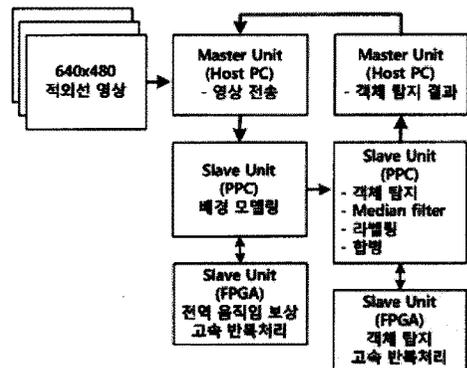 640x480
적외선 영상
Master Unit
(Host PC)
- 영상 전송
Master Unit
(Host PC)
- 객체 탐지 결과
Slave Unit
(PPC)
배경 모델링
Slave Unit
(PPC)
- 객체 탐지
- Median filter
- 라벨링
- 합병
Slave Unit
(FPGA)
전역 움직임 보상
고속 반복처리
Slave Unit
(FPGA)
객체 탐지
고속 반복처리